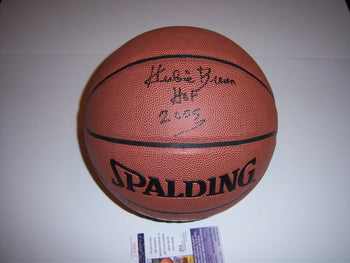 Hubie Brown
HOF
2005
SPALDING